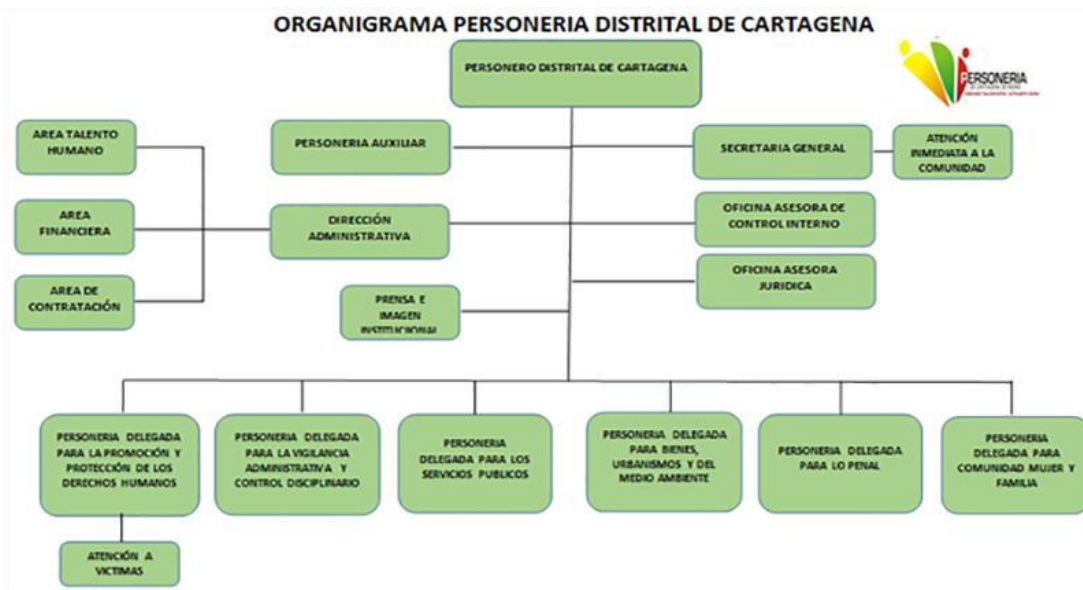 ORGANIGRAMA PERSONERIA DISTRITAL DE CARTAGENA
PERSONERO DISTRITAL DE CARTAGENA
PERSONERIA
AREA TALENTO
HUMANO
PERSONERIA AUXILIAR
SECRETARIA GENERAL
ATENCIÓN
INMEDIATA A LA
COMUNIDAD
AREA
FINANCIERA
DIRECCIÓN
ADMINISTRATIVA
OFICINA ASESORA DE
CONTROL INTERNO
AREA DE
CONTRATACIÓN
OFICINA ASESORA
JURIDICA
PRENSA E
IMAGEN
INSTITUCIONAL
PERSONERIA DELEGADA
PARA LA PROMOCIÓN Y
PROTECCIÓN DE LOS
DERECHOS HUMANOS
PERSONERIA DELEGADA
PARA LA VIGILANCIA
ADMINISTRATIVA Y
CONTROL DISCIPLINARIO
PERSONERIA
DELEGADA PARA LOS
SERVICIOS PUBLICOS
PERSONERIA DELEGADA
PARA BIENES,
URBANISMOS Y DEL
MEDIO AMBIENTE
PERSONERIA DELEGADA
PARA LO PENAL
PERSONERIA
DELEGADA PARA
COMUNIDAD MUJER Y
FAMILIA
ATENCIÓN A
VICTIMAS